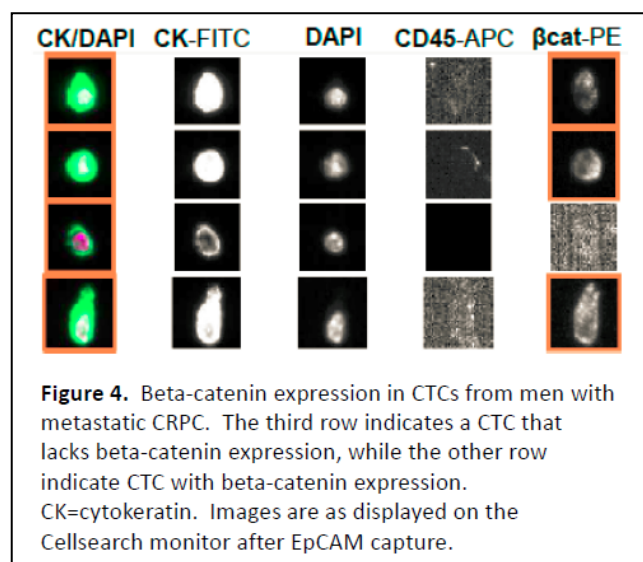 CK/DAPI CK-FITC DAPI CD45-APC βcat-PE
Figure 4. Beta-catenin expression in CTCs from men with
metastatic CRPC. The third row indicates a CTC that
lacks beta-catenin expression, while the other row
indicate CTC with beta-catenin expression.
CK=cytokeratin. Images are as displayed on the
Cellsearch monitor after EpCAM capture.